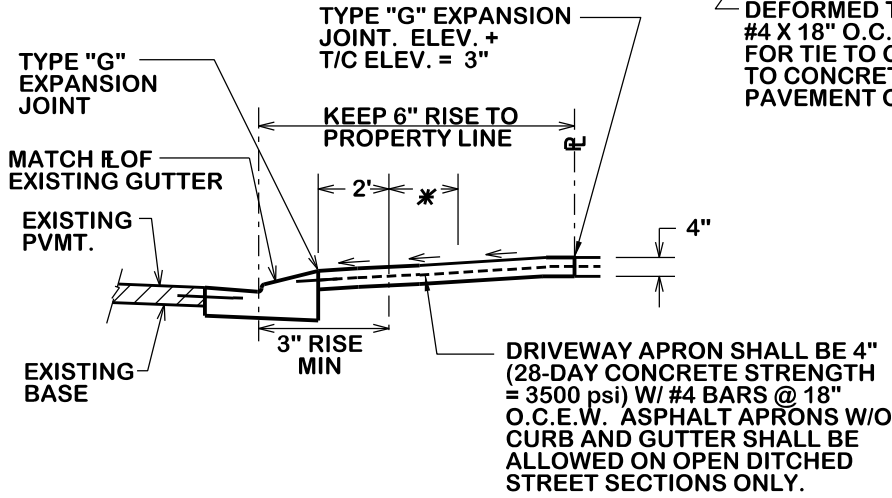 TYPE "G" EXPANSION
JOINT. ELEV. +
T/C ELEV. = 3"
DEFORMED
#4 X 18" O.C.
FOR TIE TO
TO
PAVEMENT
TYPE "G"
EXPANSION
JOINT
KEEP 6" RISE TO
PROPERTY LINE
PL
MATCH FL OF
EXISTING GUTTER
2'
*
EXISTING
PVMT.
4"
3" RISE
MIN
EXISTING
BASE
DRIVEWAY APRON SHALL BE 4"
(28-DAY CONCRETE STRENGTH
= 3500 psi) W/ #4 BARS @ 18"
O.C.E.W. ASPHALT APRONS W/O
CURB AND GUTTER SHALL BE
ALLOWED ON OPEN DITCHED
STREET SECTIONS ONLY.